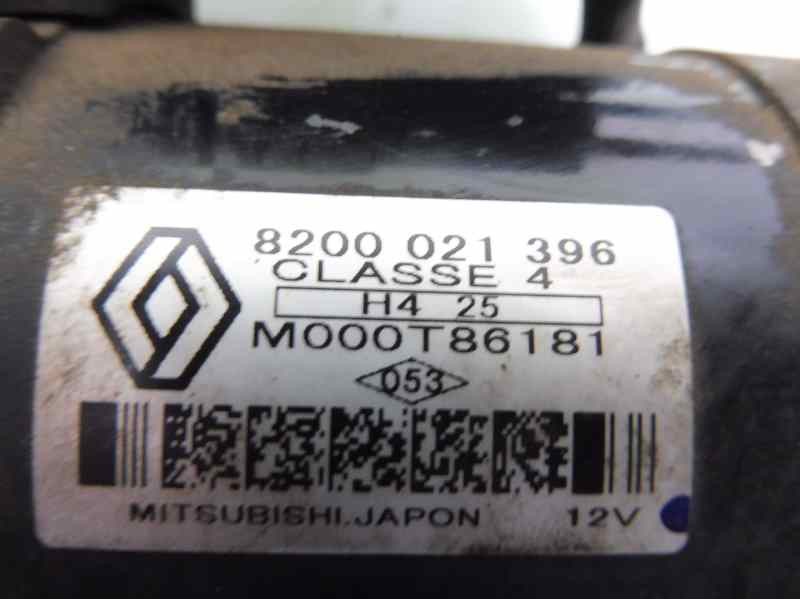 8200 021 396
CLASSE 4
H4 25
M000T86181
053
MITSUBISHI.JAPON 12V